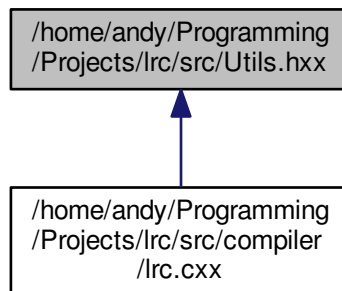 /home/andy/Programming
/Projects/lrc/src/Utils.hxx
/home/andy/Programming
/Projects/lrc/src/compiler
/lrc.cxx